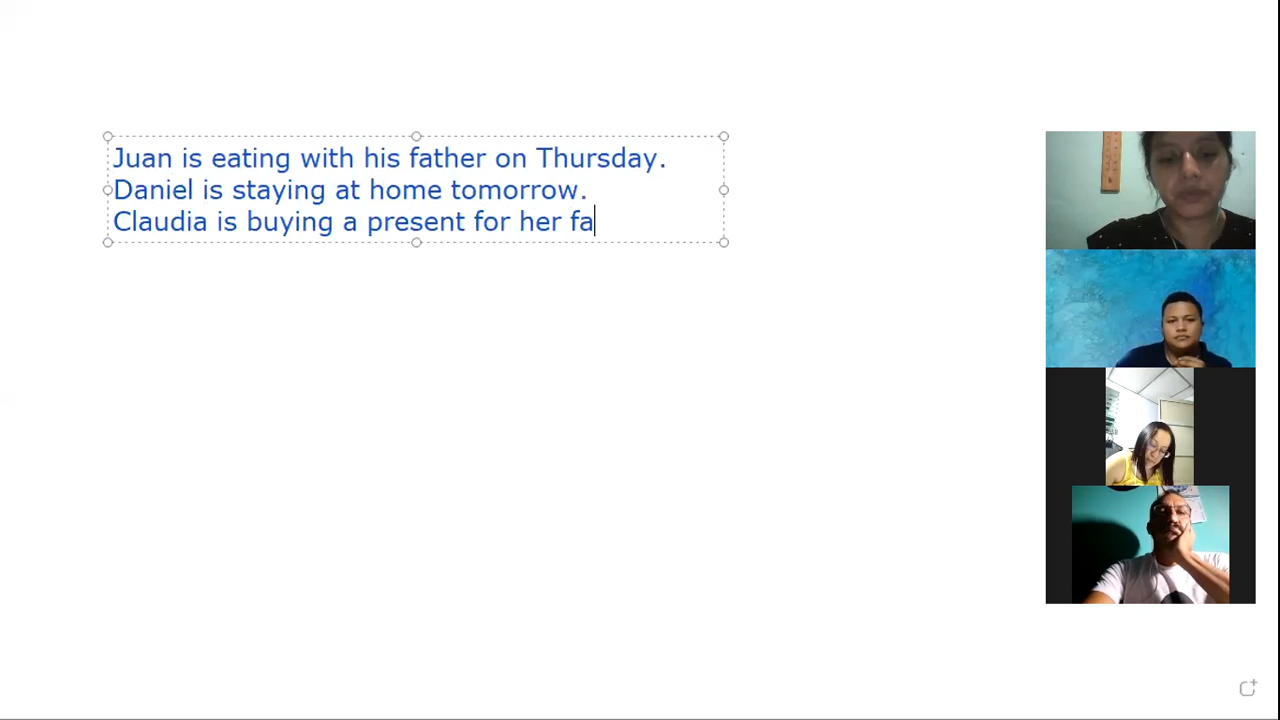 Juan is eating with his father on Thursday.
Daniel is staying at home tomorrow.
Claudia is buying a present for her fa